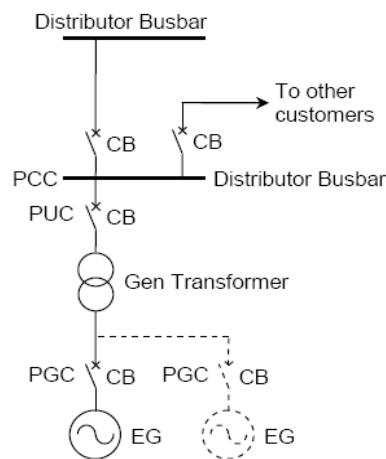 Distributor Busbar
To other
customers
CB
CB
PCC
Distributor Busbar
PUC
CB
Gen Transformer
PGC
CB
PGC
CB
EG
EG